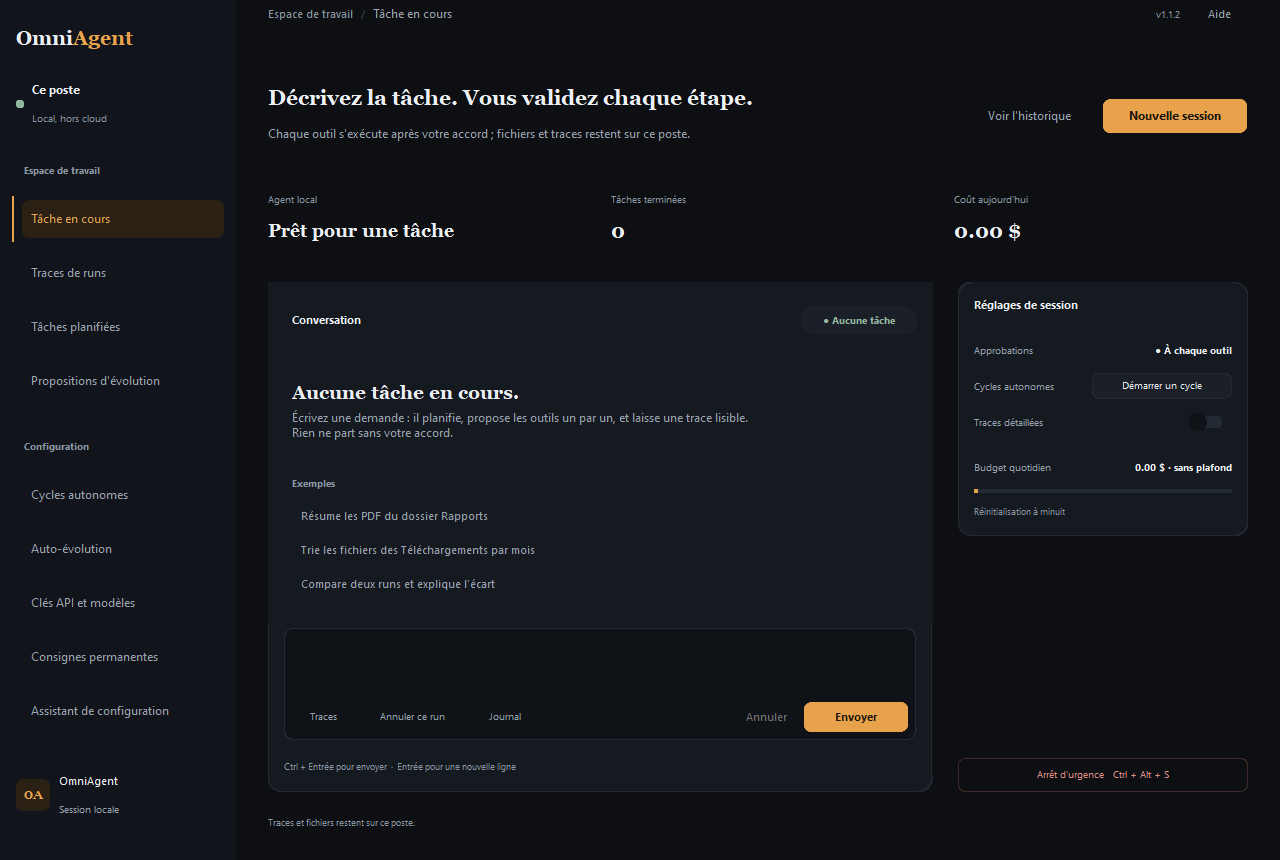 OmniAgent
Ce poste
Local, hors cloud
Espace de travail
Tâche en cours
Traces de runs
Tâches planifiées
Propositions d'évolution
Configuration
Cycles autonomes
Auto-évolution
Clés API et modèles
Consignes permanentes
Assistant de configuration
OA
OmniAgent
Session locale
Espace de travail / Tâche en cours
v1.1.2
Aide
Décrivez la tâche. Vous validez chaque étape.
Chaque outil s'exécute après votre accord ; fichiers et traces restent sur ce poste.
Voir l'historique
Nouvelle session
Agent local
Prêt pour une tâche
Tâches terminées
0
Coût aujourd'hui
0.00 $
Conversation
• Aucune tâche
Aucune tâche en cours.
Écrivez une demande : il planifie, propose les outils un par un, et laisse une trace lisible.
Rien ne part sans votre accord.
Exemples
Résume les PDF du dossier Rapports
Trie les fichiers des Téléchargements par mois
Compare deux runs et explique l'écart
Traces
Annuler ce run
Journal
Annuler
Envoyer
Ctrl + Entrée pour envoyer · Entrée pour une nouvelle ligne
Réglages de session
Approbations
• À chaque outil
Cycles autonomes
Démarrer un cycle
Traces détaillées
Budget quotidien
0.00 $ · sans plafond
Réinitialisation à minuit
Arrêt d'urgence Ctrl + Alt + S
Traces et fichiers restent sur ce poste.